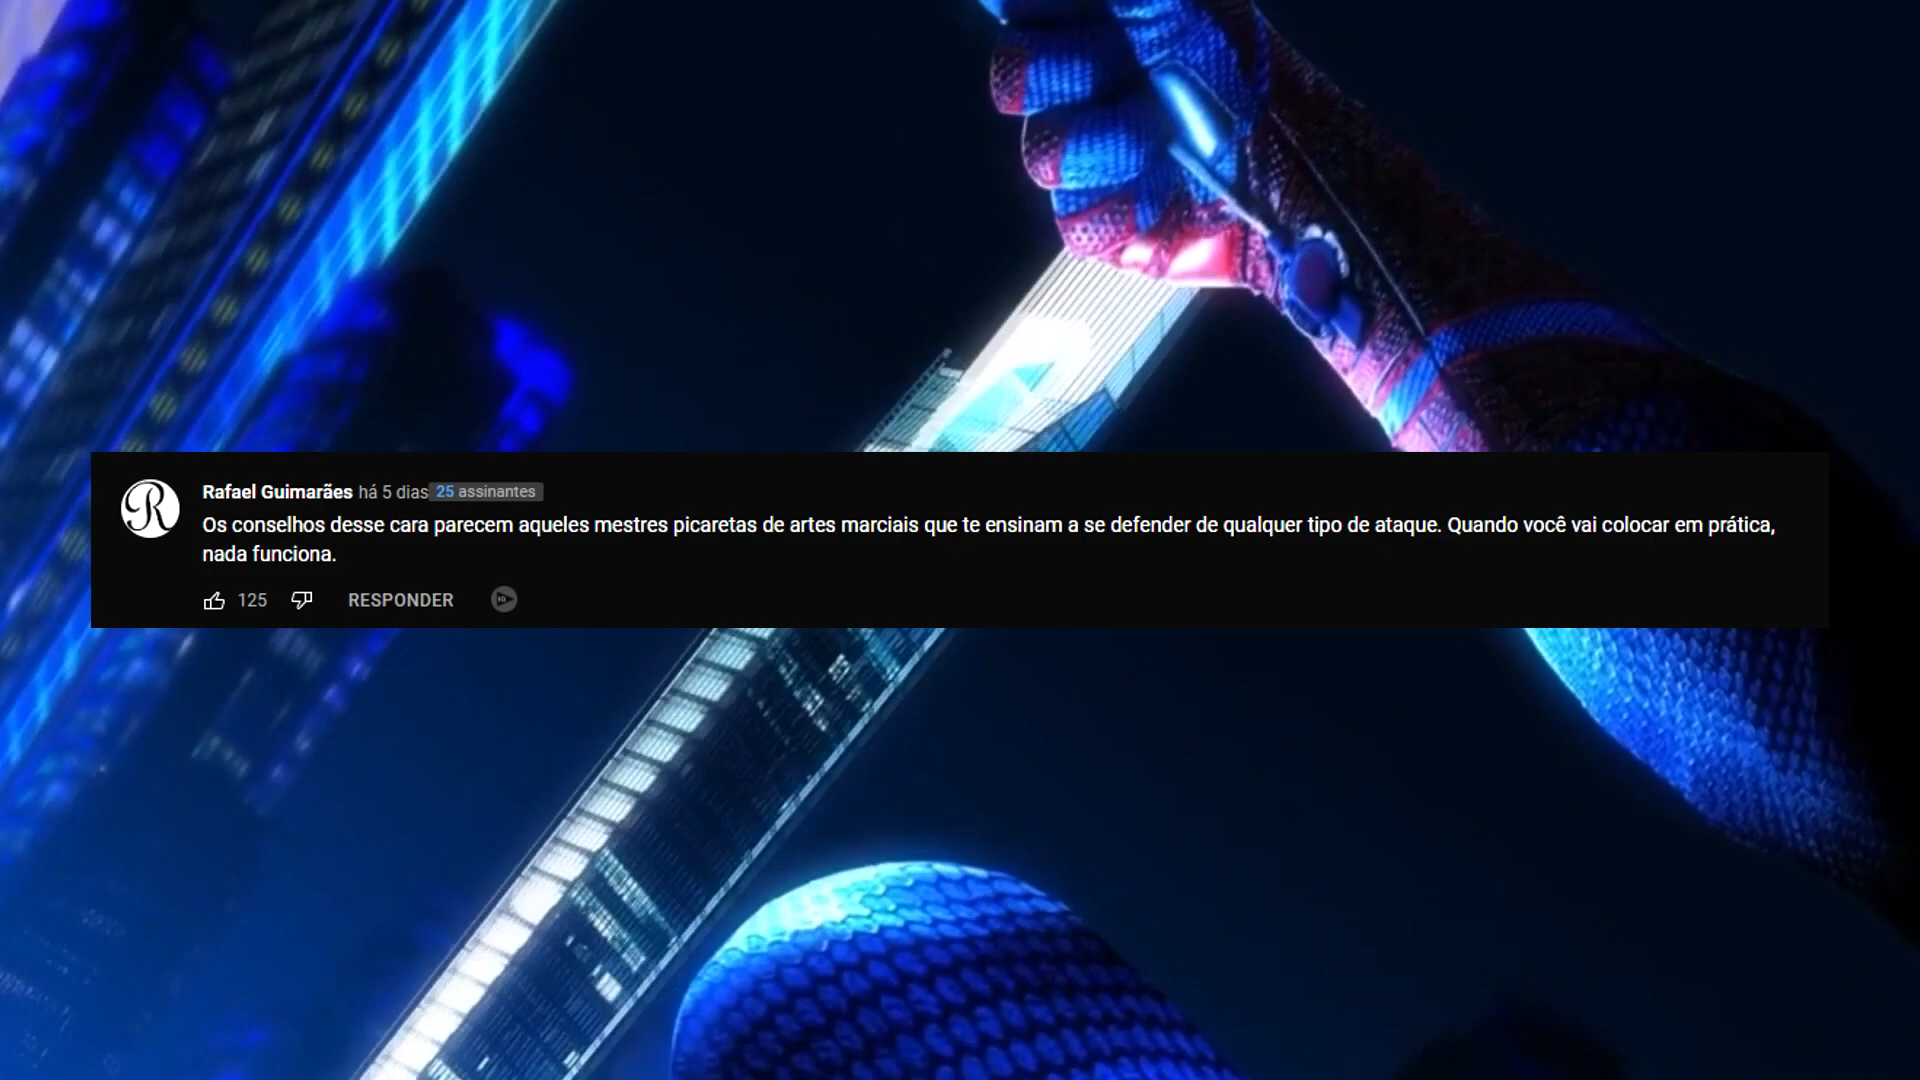 R
Rafael Guimarães há 5 dias 25 assinantes
Os conselhos desse cara parecem aqueles mestres picaretas de artes marciais que te ensinam a se defender de qualquer tipo de ataque. Quando você vai colocar em prática,
nada funciona.
125 RESPONDER